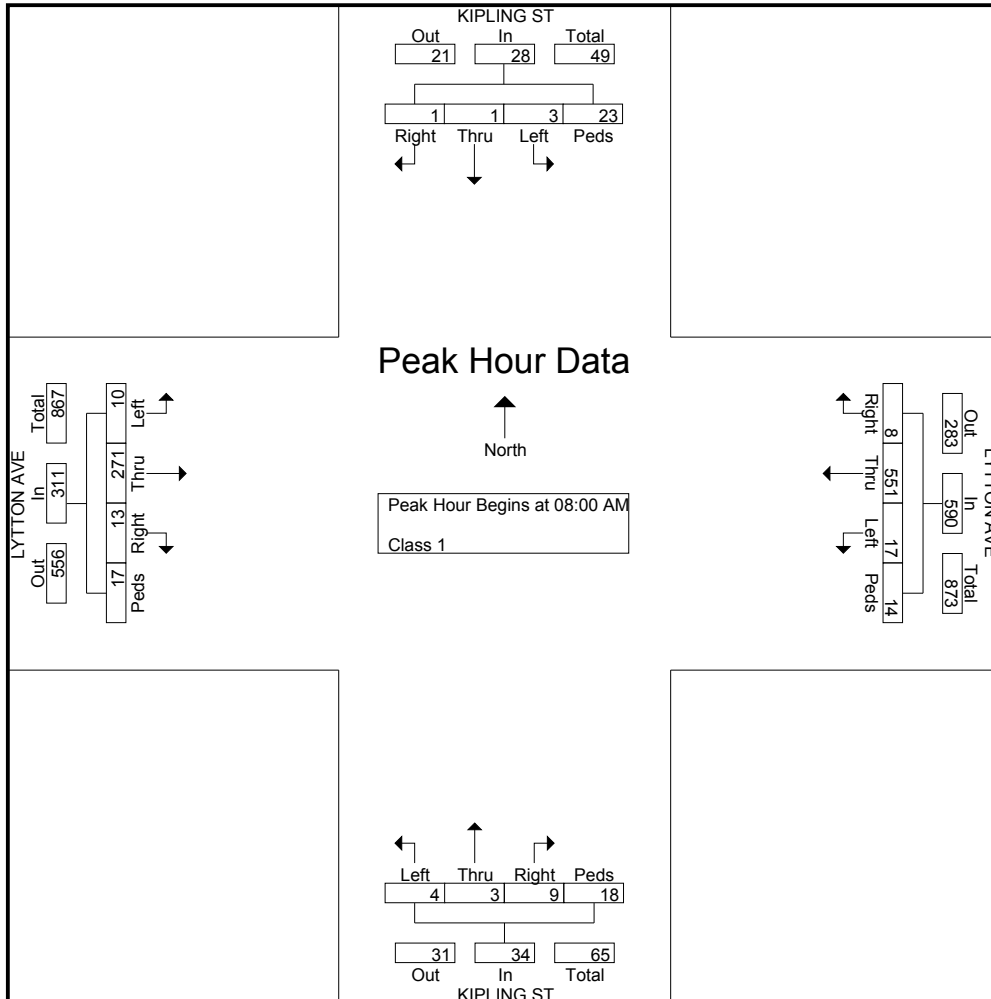 KIPLING ST
Out In Total
21 28 49
1 1 3 23
Right Thru Left Peds
Peak Hour Data
North
Peak Hour Begins at 08:00 AM
Class 1
LYTTON AVE
Total In Out
867 311 556
10 271 13 17
Left Thru Right Peds
Right Thru Left Peds
8 551 17 14
Out In Total
283 590 873
LYTTON AVE
Left Thru Right Peds
4 3 9 18
31 34 65
Out In Total
KIPLING ST